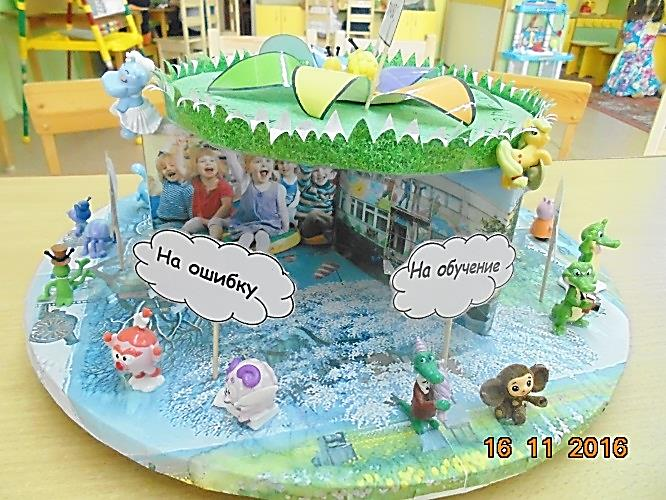 На ошибку
На обучение
16 11 2016